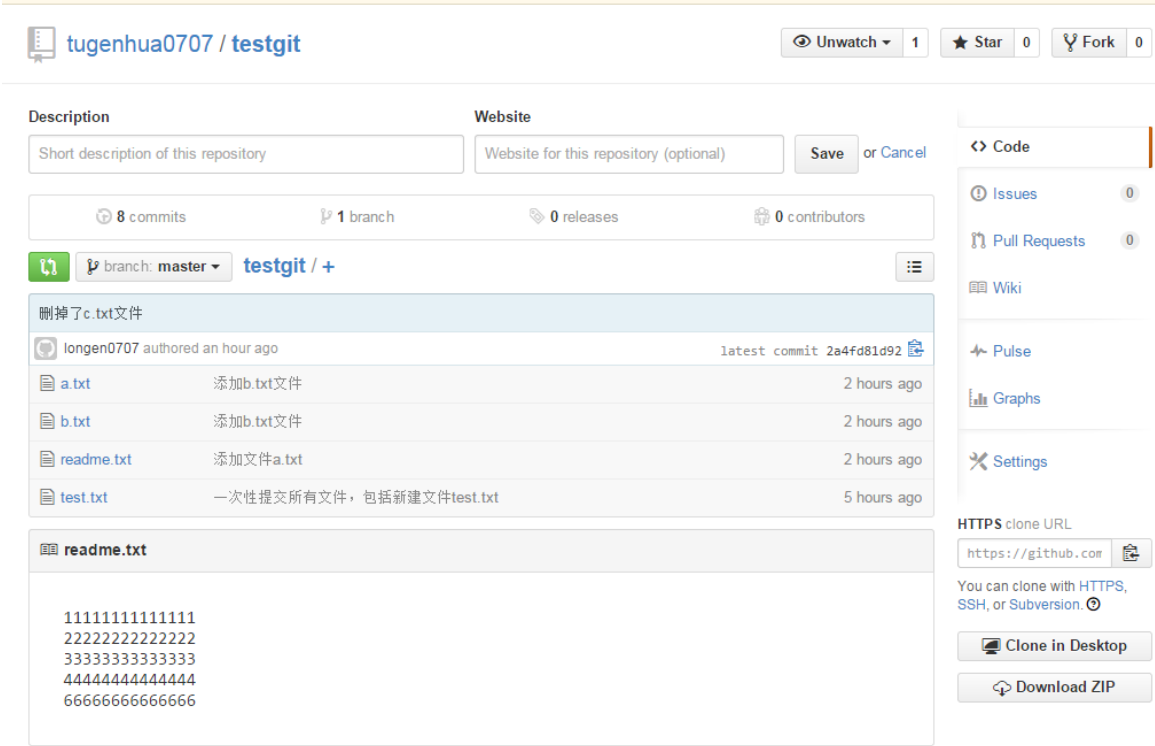 tugenhua0707 / testgit
Unwatch 1 Star 0 Fork 0
Description Website
Short description of this repository Website for this repository (optional) Save or Cancel
8 commits 1 branch 0 releases 0 contributors
branch: master testgit / +
删掉了c.txt文件
longen0707 authored an hour ago latest commit 2a4fd81d92
a.txt 添加b.txt文件 2 hours ago
b.txt 添加b.txt文件 2 hours ago
readme.txt 添加文件a.txt 2 hours ago
test.txt 一次性提交所有文件，包括新建文件test.txt 5 hours ago
readme.txt
11111111111111
22222222222222
33333333333333
44444444444444
66666666666666
Code
Issues 0
Pull Requests 0
Wiki
Pulse
Graphs
Settings
HTTPS clone URL
https://github.com
You can clone with HTTPS,
SSH, or Subversion.
Clone in Desktop
Download ZIP